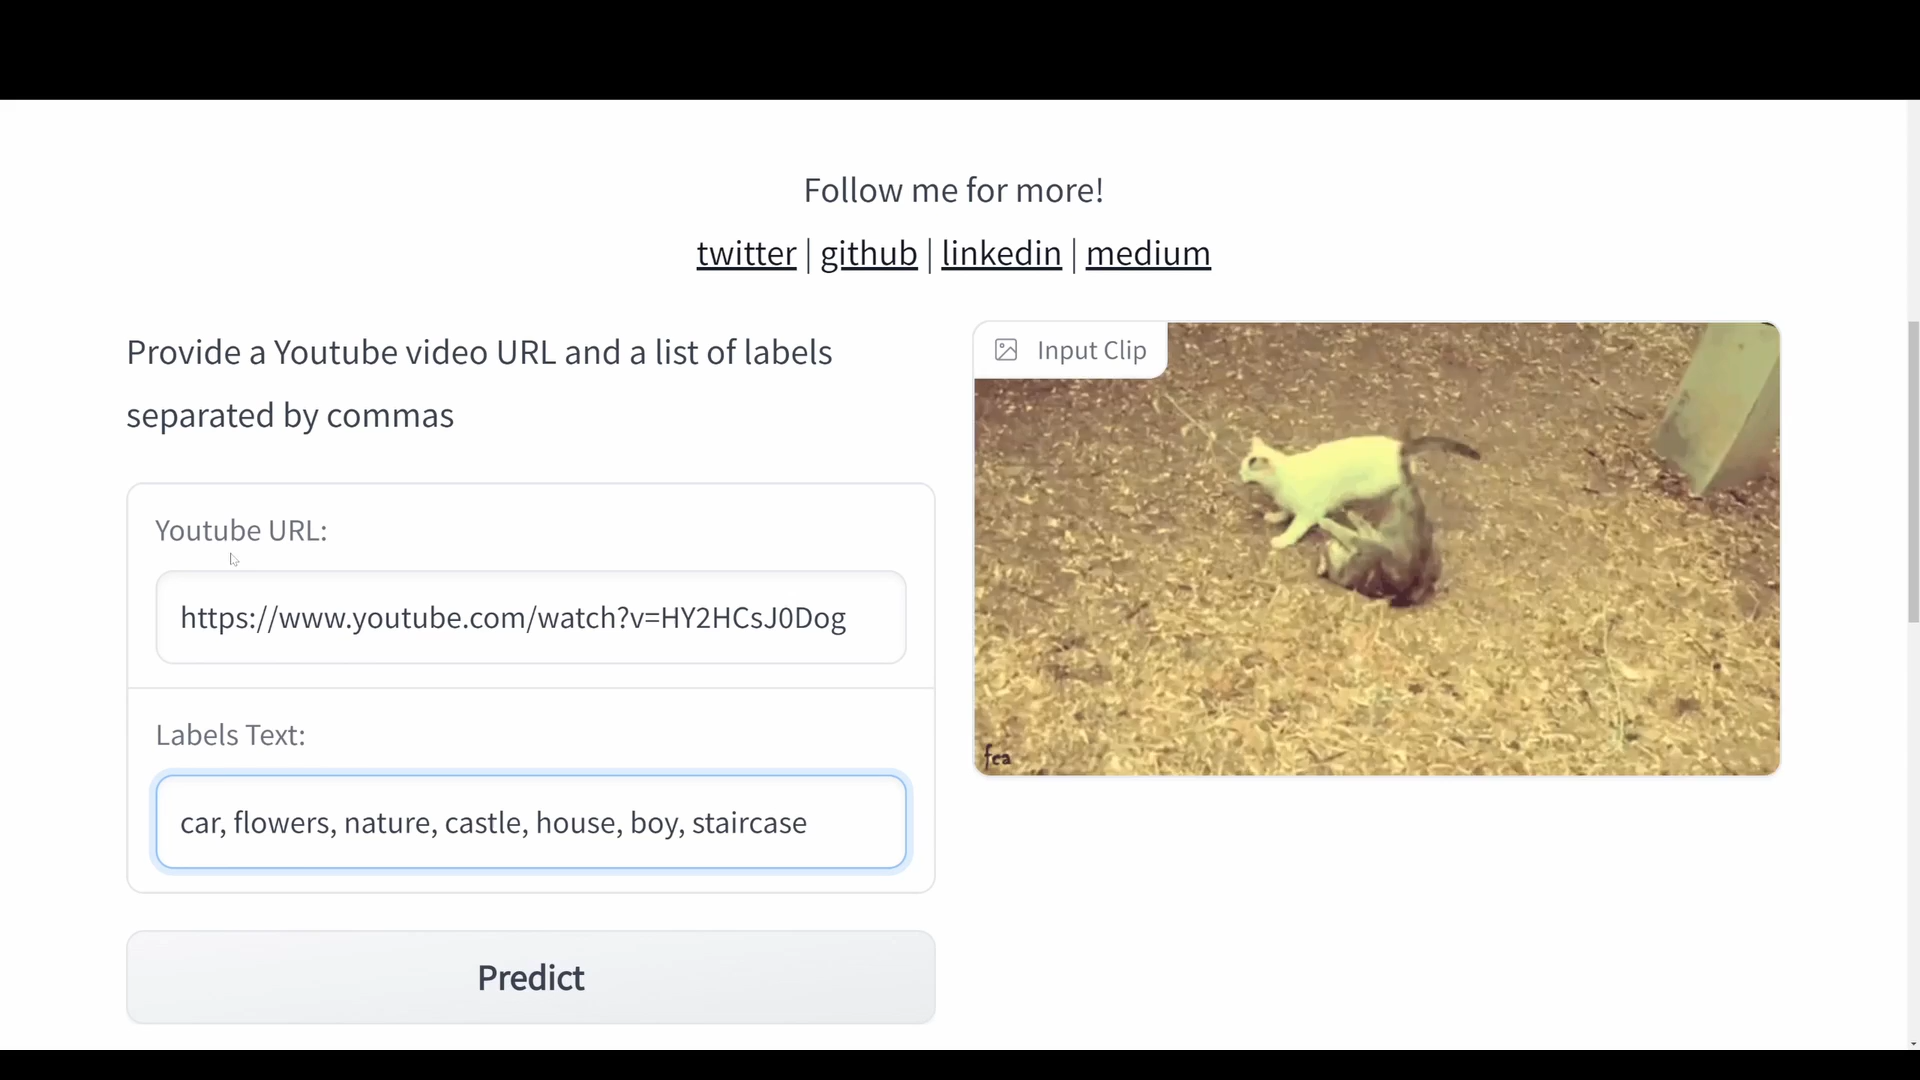 Follow me for more!
twitter | github | linkedin | medium
Provide a Youtube video URL and a list of labels
separated by commas
Youtube URL:
https://www.youtube.com/watch?v=HY2HCsJ0Dog
Labels Text:
car, flowers, nature, castle, house, boy, staircase
Predict
Input Clip
fca